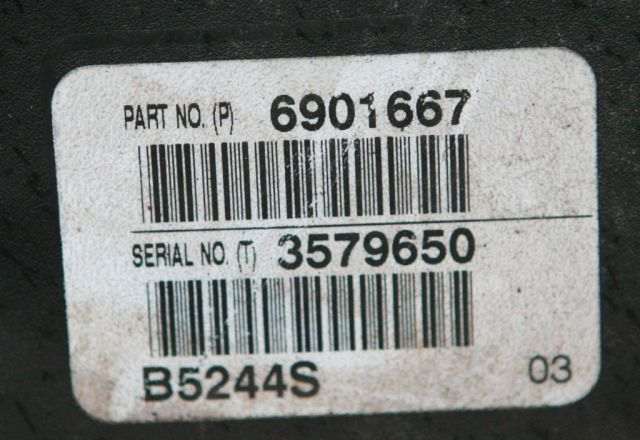 PART NO. (P) 6901667
SERIAL NO. (T) 3579650
B5244S 03